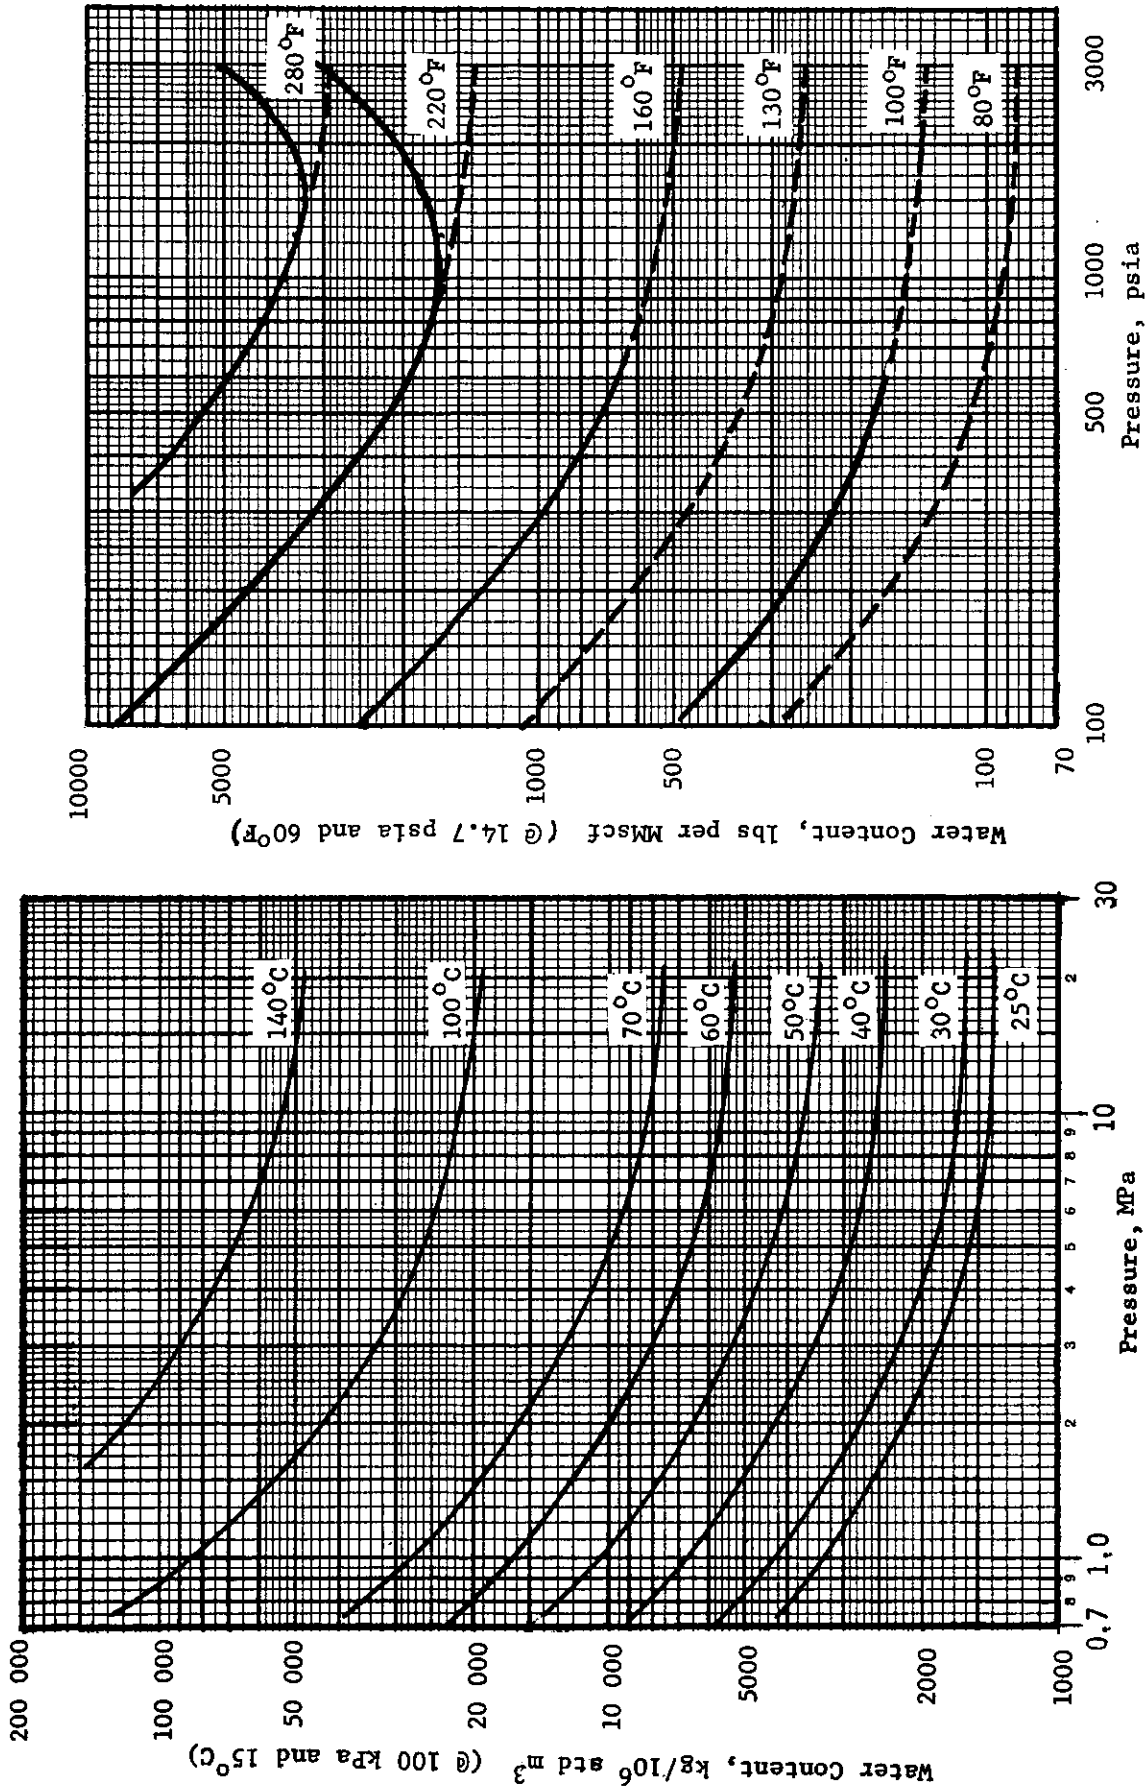 10000
5000
1000
500
100
70
Water Content, lbs per MMscf (@ 14.7 psia and 60°F)
280°F
220°F
160°F
130°F
100°F
80°F
100
500
1000
3000
Pressure, psia
200 000
100 000
50 000
20 000
10 000
5000
2000
1000
Water Content, kg/10⁶ std m³ (@ 100 kPa and 15°C)
140°C
100°C
70°C
60°C
50°C
40°C
30°C
25°C
8 9 1 2 3 4 5 6 7 8 9 1 2
0.7 1.0 10 30
Pressure, MPa